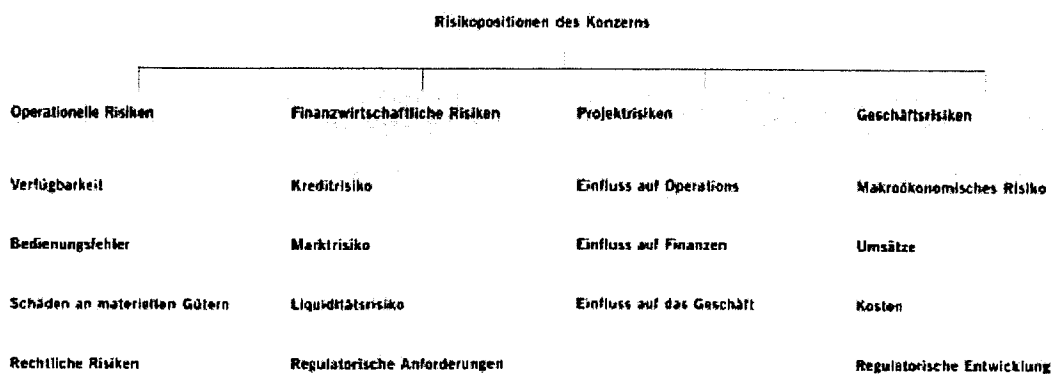 Risikopositionen des Konzerns
Operationelle Risiken
Finanzwirtschaftliche Risiken
Projektrisiken
Geschäftsrisiken
Verfügbarkeit
Kreditrisiko
Einfluss auf Operations
Makroökonomisches Risiko
Bedienungsfehler
Marktrisiko
Einfluss auf Finanzen
Umsätze
Schäden an materiellen Gütern
Liquiditätsrisiko
Einfluss auf das Geschäft
Kosten
Rechtliche Risiken
Regulatorische Anforderungen
Regulatorische Entwicklung